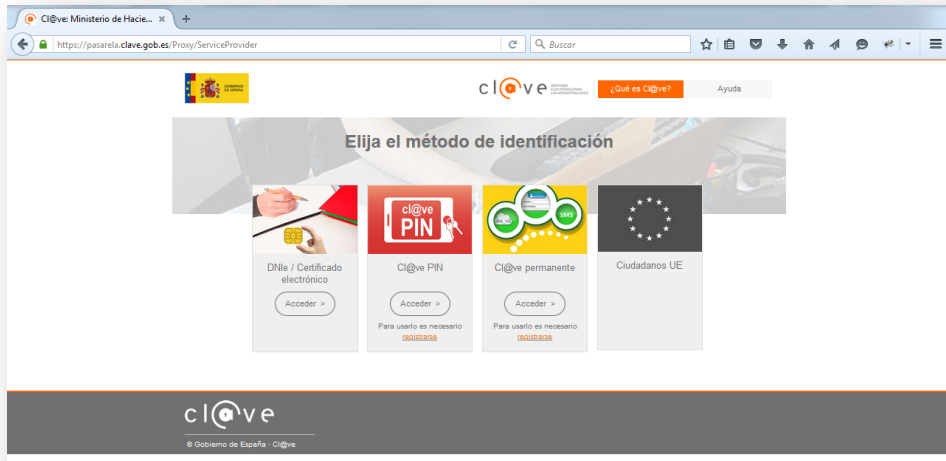 Cl@ve: Ministerio de Hacie... × +
https://pasarela.clave.gob.es/Proxy/ServiceProvider
Buscar
GOBIERNO DE ESPAÑA
cl@ve
¿Qué es Cl@ve?
Ayuda
Elija el método de identificación
cl@ve
PIN
SMS
DNIe / Certificado
electrónico
Acceder >
Cl@ve PIN
Acceder >
Para usarlo es necesario
registrarse
Cl@ve permanente
Acceder >
Para usarlo es necesario
registrarse
Ciudadanos UE
cl@ve
© Gobierno de España - Cl@ve